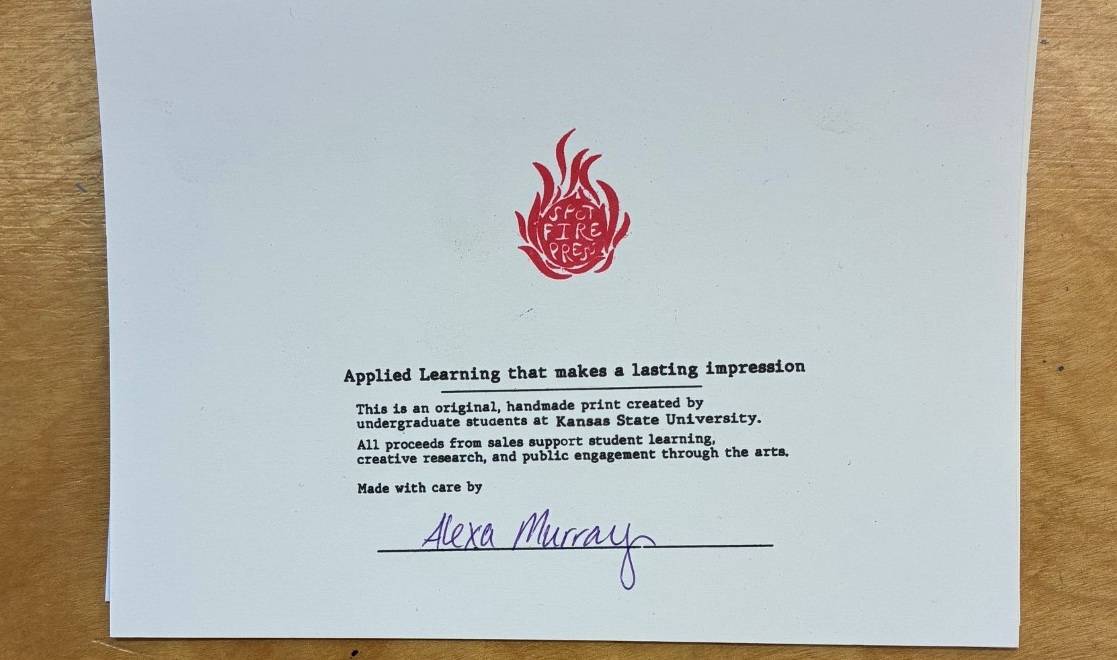 SPOT
FIRE
PRESS
Applied Learning that makes a lasting impression
This is an original, handmade print created by
undergraduate students at Kansas State University.
All proceeds from sales support student learning,
creative research, and public engagement through the arts.
Made with care by
Alexa Murray